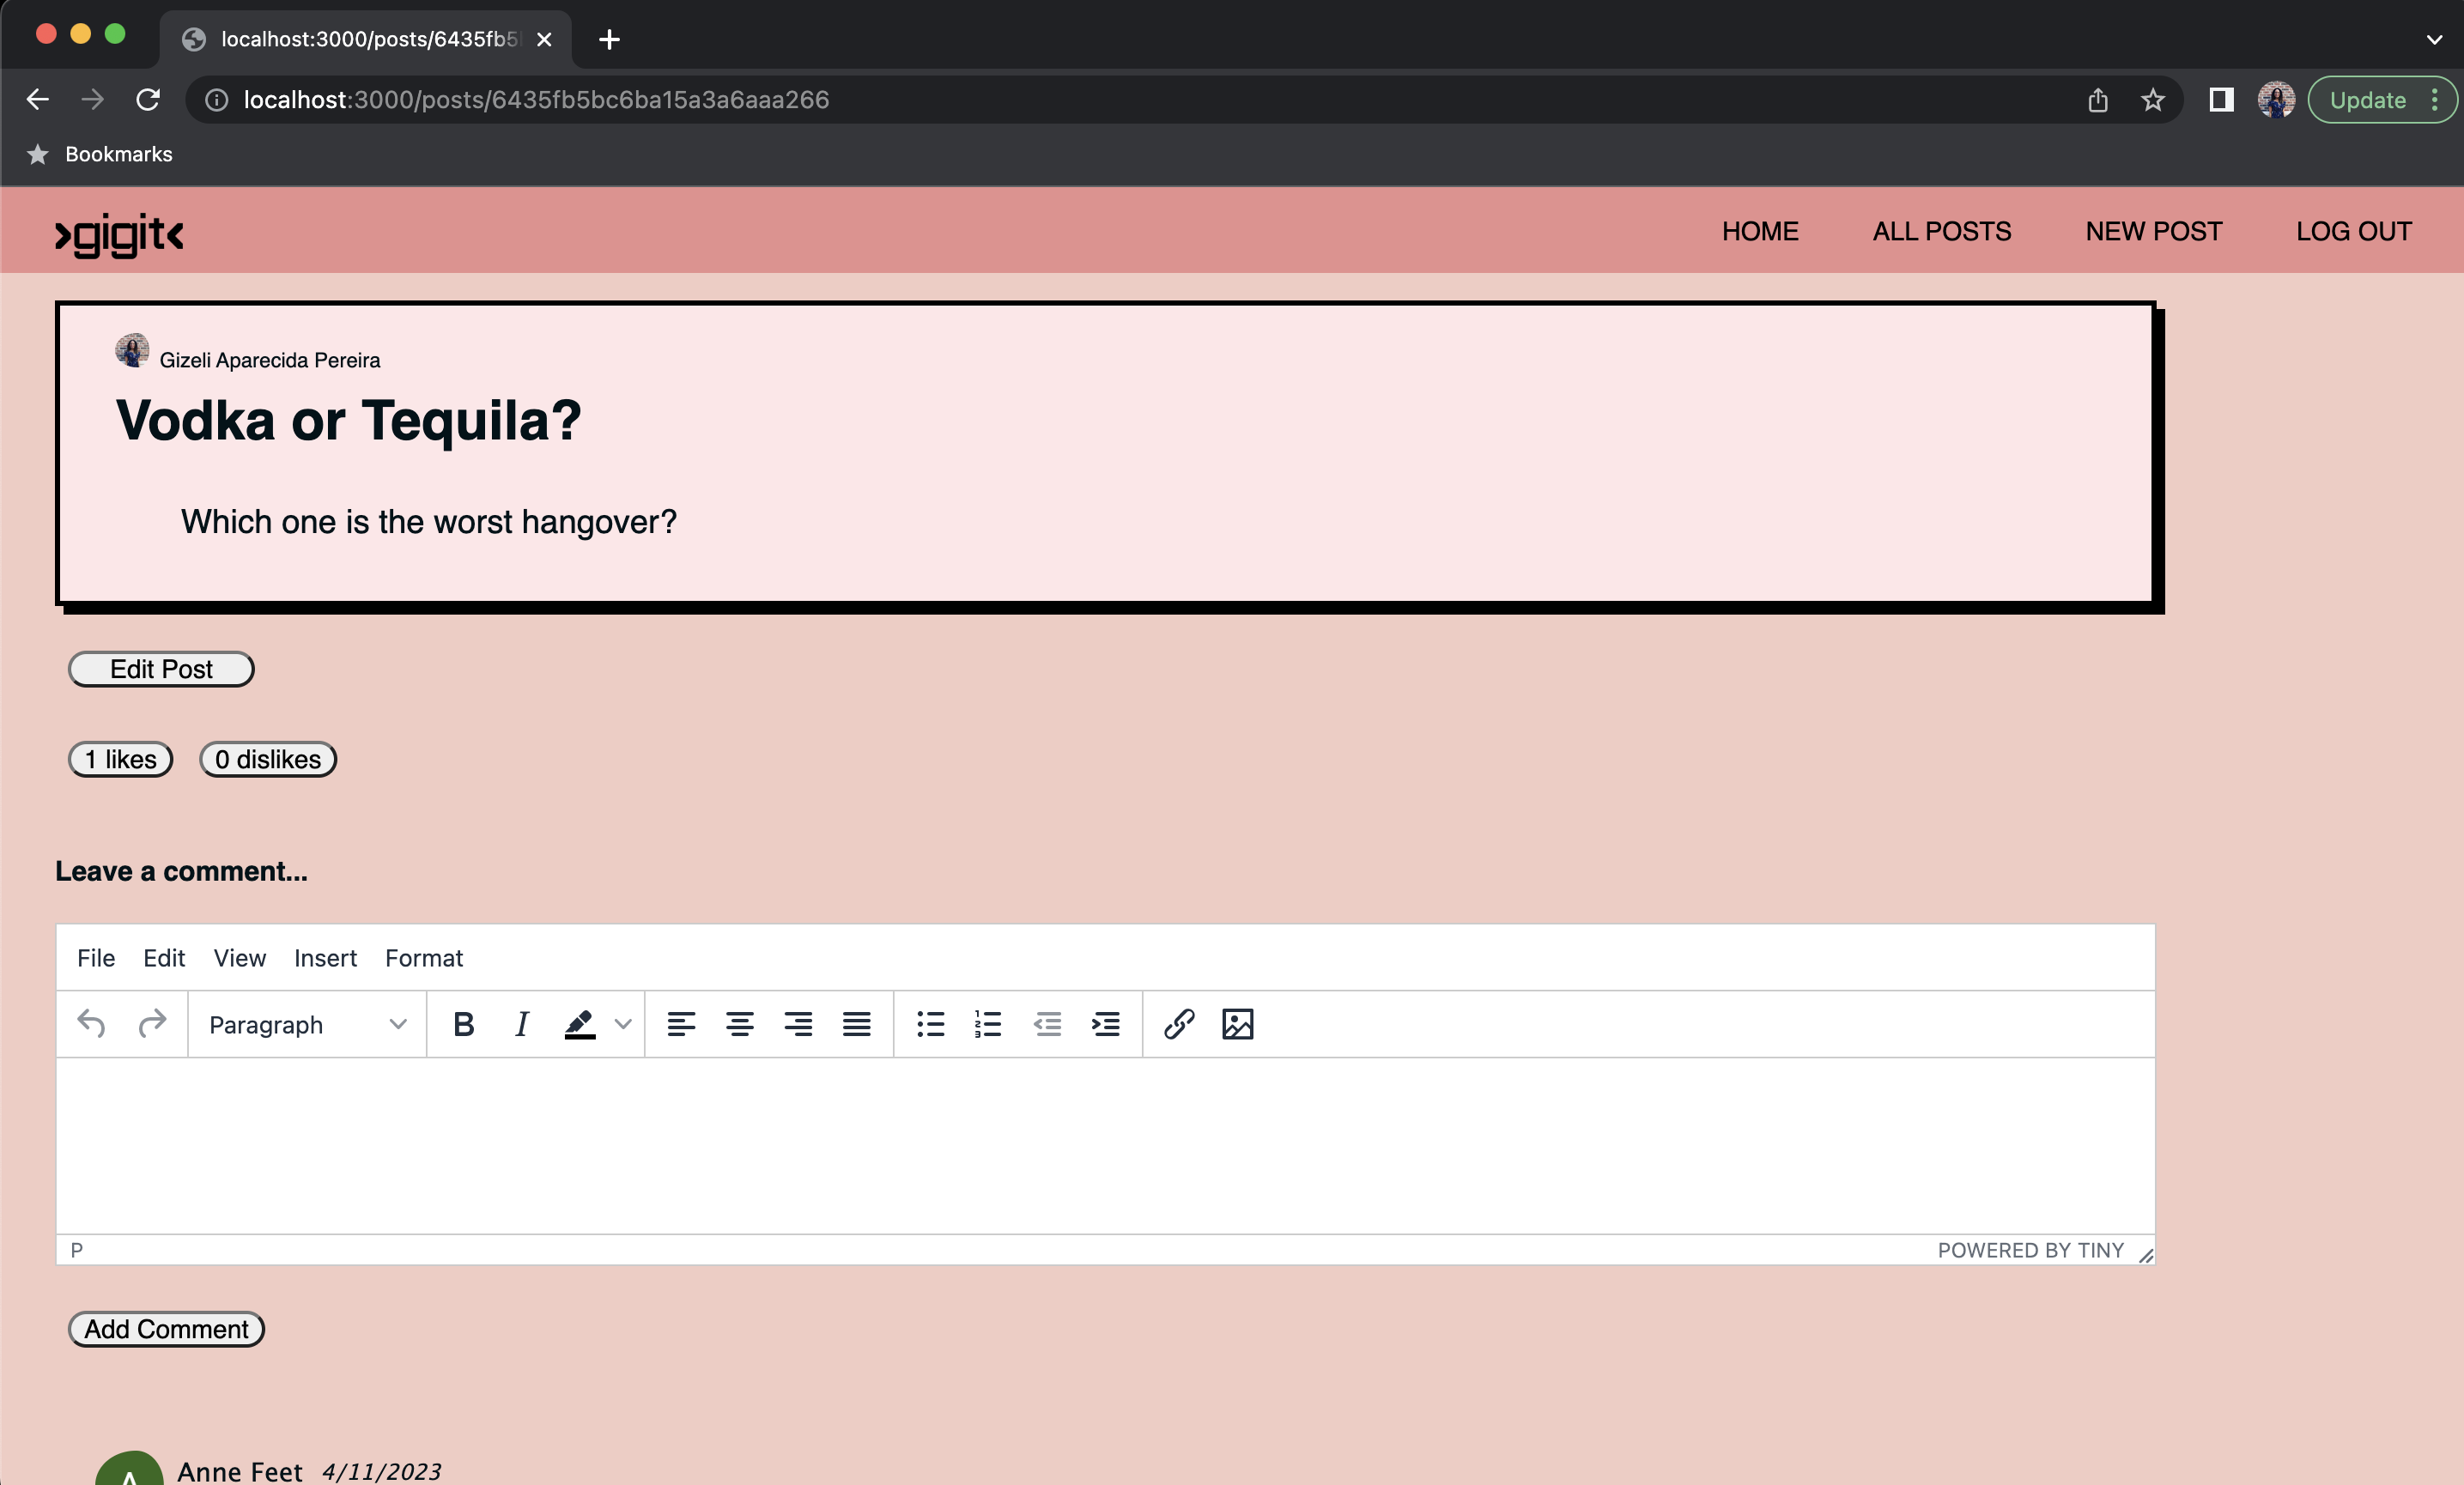 localhost:3000/posts/6435fb5
localhost:3000/posts/6435fb5bc6ba15a3a6aaa266
Update
Bookmarks
>gigit<
HOME ALL POSTS NEW POST LOG OUT
Gizeli Aparecida Pereira
Vodka or Tequila?
Which one is the worst hangover?
Edit Post
1 likes 0 dislikes
Leave a comment...
File Edit View Insert Format
Paragraph B I
P POWERED BY TINY
Add Comment
A Anne Feet 4/11/2023